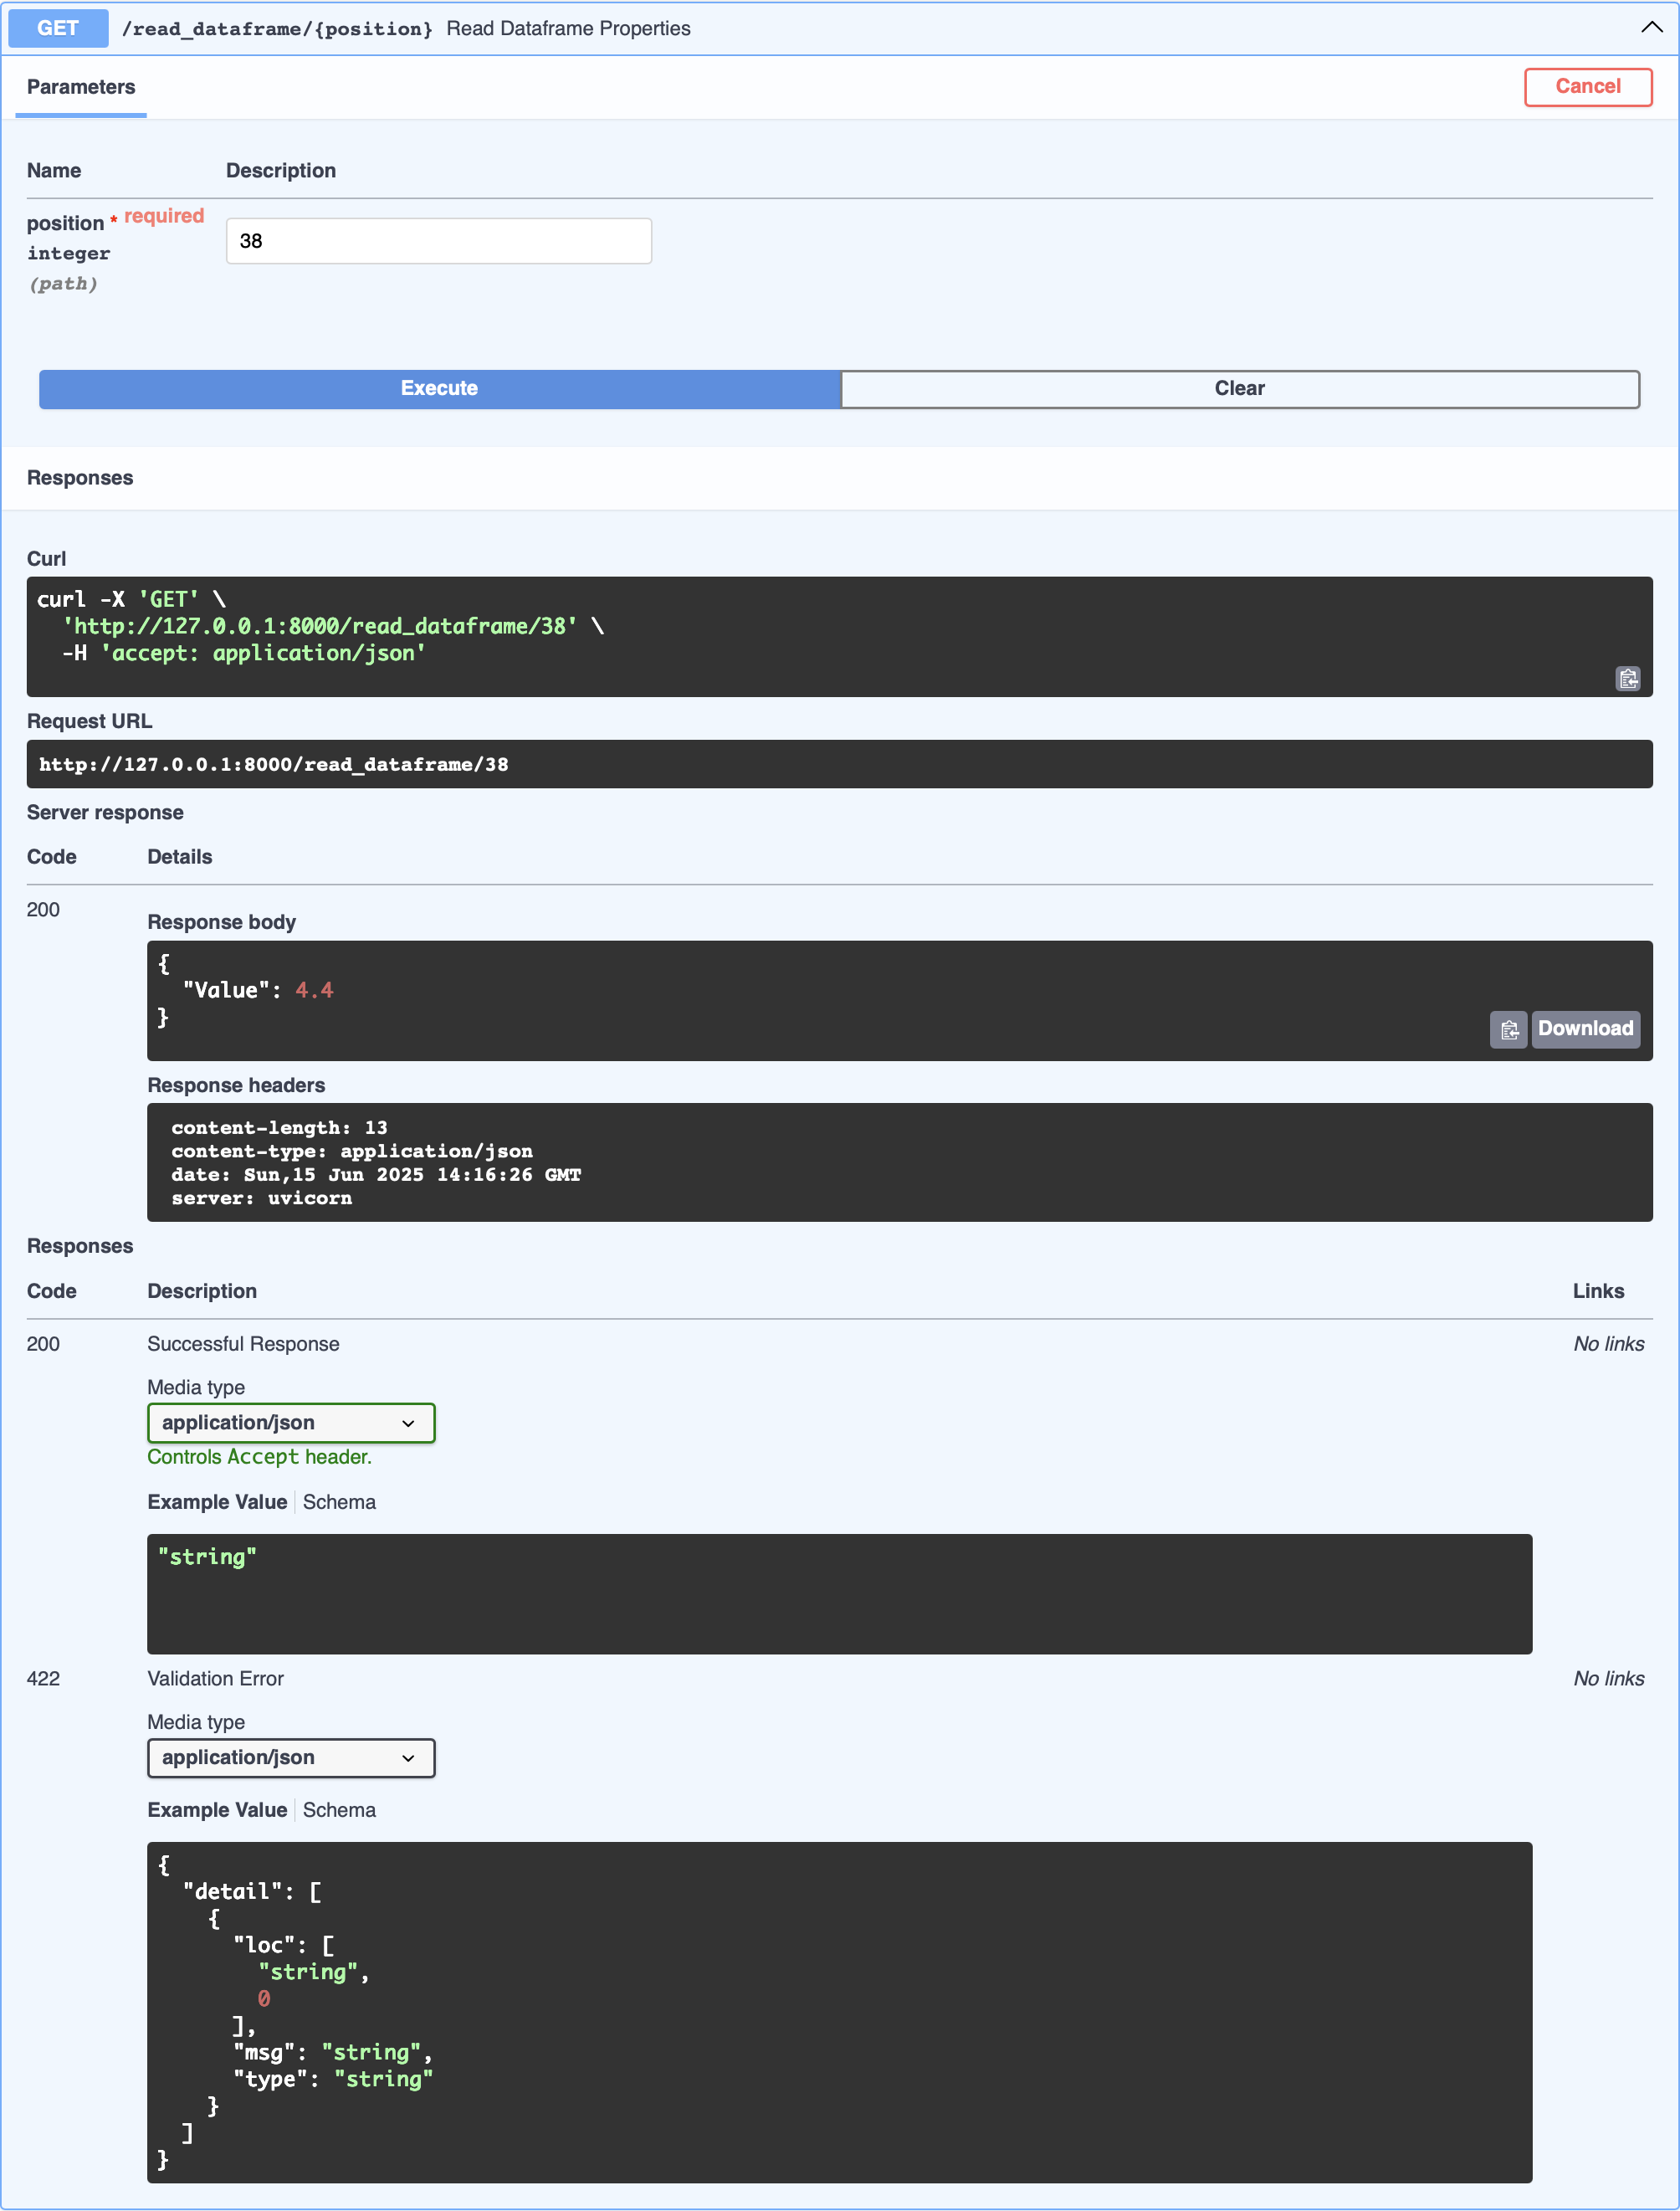 GET /read_dataframe/{position} Read Dataframe Properties
Parameters
Cancel
Name Description
position * required
38
integer
(path)
Execute Clear
Responses
Curl
curl -X 'GET' \
  'http://127.0.0.1:8000/read_dataframe/38' \
  -H 'accept: application/json'
Request URL
http://127.0.0.1:8000/read_dataframe/38
Server response
Code Details
200
Response body
{
  "Value": 4.4
}
Download
Response headers
content-length: 13
content-type: application/json
date: Sun,15 Jun 2025 14:16:26 GMT
server: uvicorn
Responses
Code Description Links
200 Successful Response No links
Media type
application/json
Controls Accept header.
Example Value Schema
"string"
422 Validation Error No links
Media type
application/json
Example Value Schema
{
  "detail": [
    {
      "loc": [
        "string",
        0
      ],
      "msg": "string",
      "type": "string"
    }
  ]
}